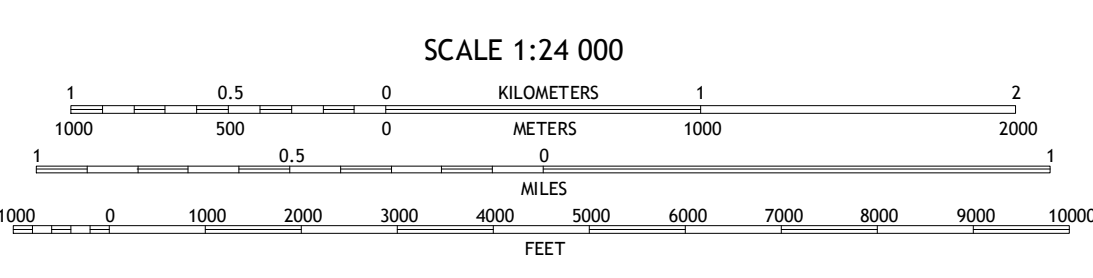 SCALE 1:24 000
1 0.5 0 KILOMETERS 1 2
1000 500 0 METERS 1000 2000
1 0.5 0 1
MILES
1000 0 1000 2000 3000 4000 5000 6000 7000 8000 9000 10000
FEET